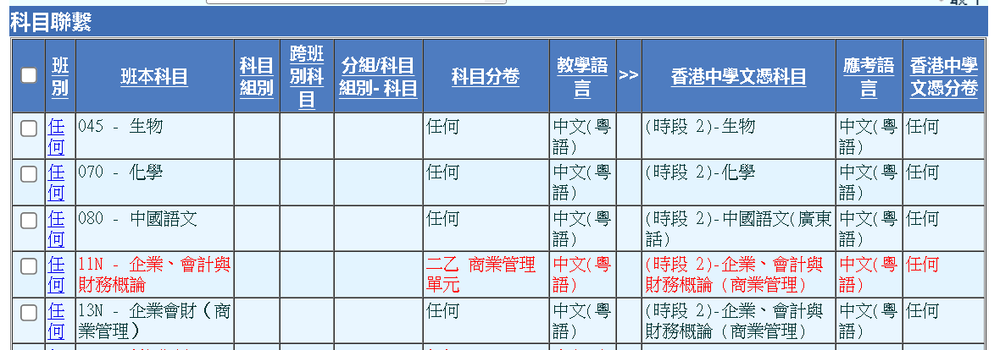 科目聯繫
班別 班本科目 科目組別 跨班別科目 分組/科目組別- 科目 科目分卷 教學語言 >> 香港中學文憑科目 應考語言 香港中學文憑分卷
任何 045 - 生物 任何 中文(粵語) (時段 2)-生物 中文(粵語) 任何
任何 070 - 化學 任何 中文(粵語) (時段 2)-化學 中文(粵語) 任何
任何 080 - 中國語文 任何 中文(粵語) (時段 2)-中國語文(廣東話) 中文(粵語) 任何
任何 11N - 企業、會計與財務概論 二乙 商業管理單元 中文(粵語) (時段 2)-企業、會計與財務概論 (商業管理) 中文(粵語) 任何
任何 13N - 企業會財(商業管理) 任何 中文(粵語) (時段 2)-企業、會計與財務概論 (商業管理) 中文(粵語) 任何